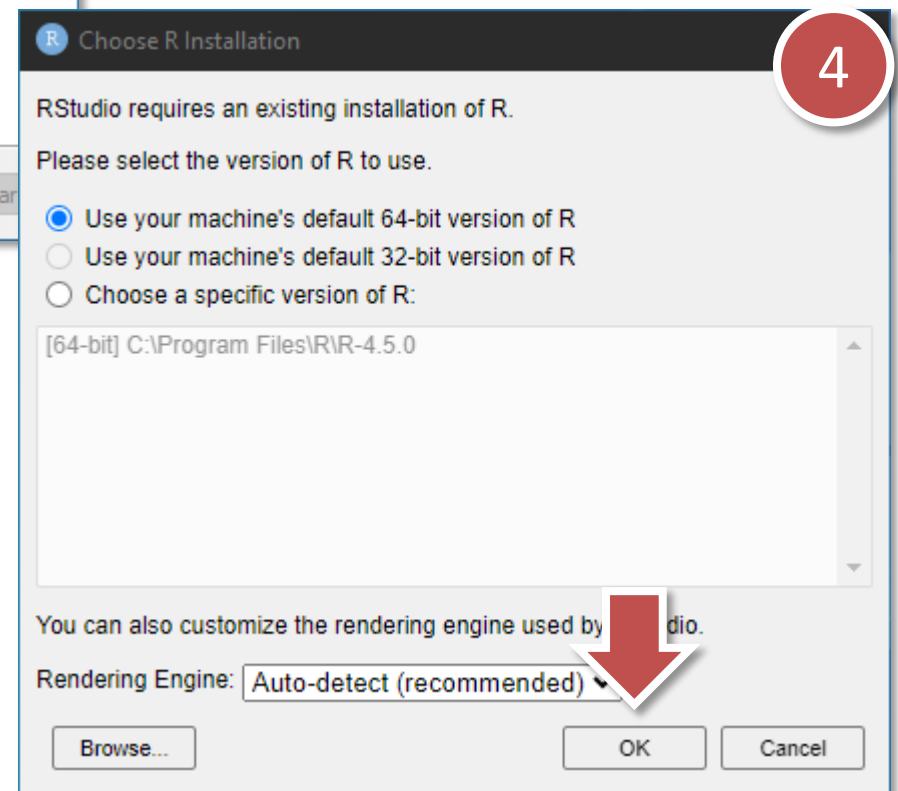 Choose R Installation
4
RStudio requires an existing installation of R.
Please select the version of R to use.
Use your machine's default 64-bit version of R
Use your machine's default 32-bit version of R
Choose a specific version of R:
[64-bit] C:\Program Files\R\R-4.5.0
You can also customize the rendering engine used by dio.
Rendering Engine: Auto-detect (recommended)
Browse...
OK
Cancel